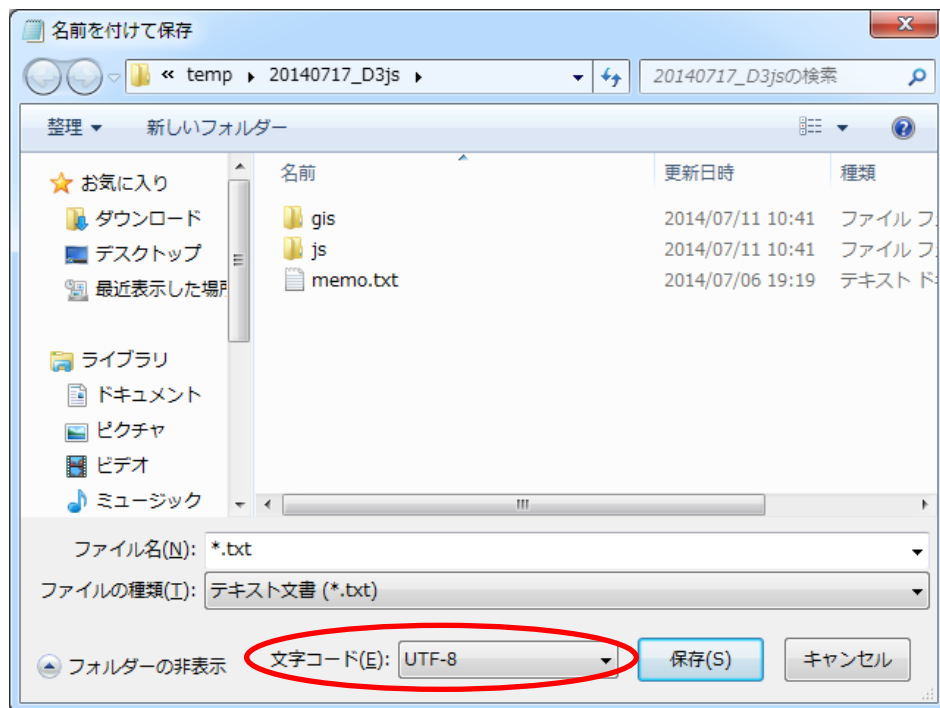 名前を付けて保存
« temp ▸ 20140717_D3js ▸
20140717_D3jsの検索
整理 ▼ 新しいフォルダー
名前 更新日時 種類
お気に入り
ダウンロード
デスクトップ
最近表示した場所
ライブラリ
ドキュメント
ピクチャ
ビデオ
ミュージック
gis 2014/07/11 10:41 ファイル フ
js 2014/07/11 10:41 ファイル フ
memo.txt 2014/07/06 19:19 テキスト ド
ファイル名(N): *.txt
ファイルの種類(T): テキスト文書 (*.txt)
フォルダーの非表示 文字コード(E): UTF-8 保存(S) キャンセル